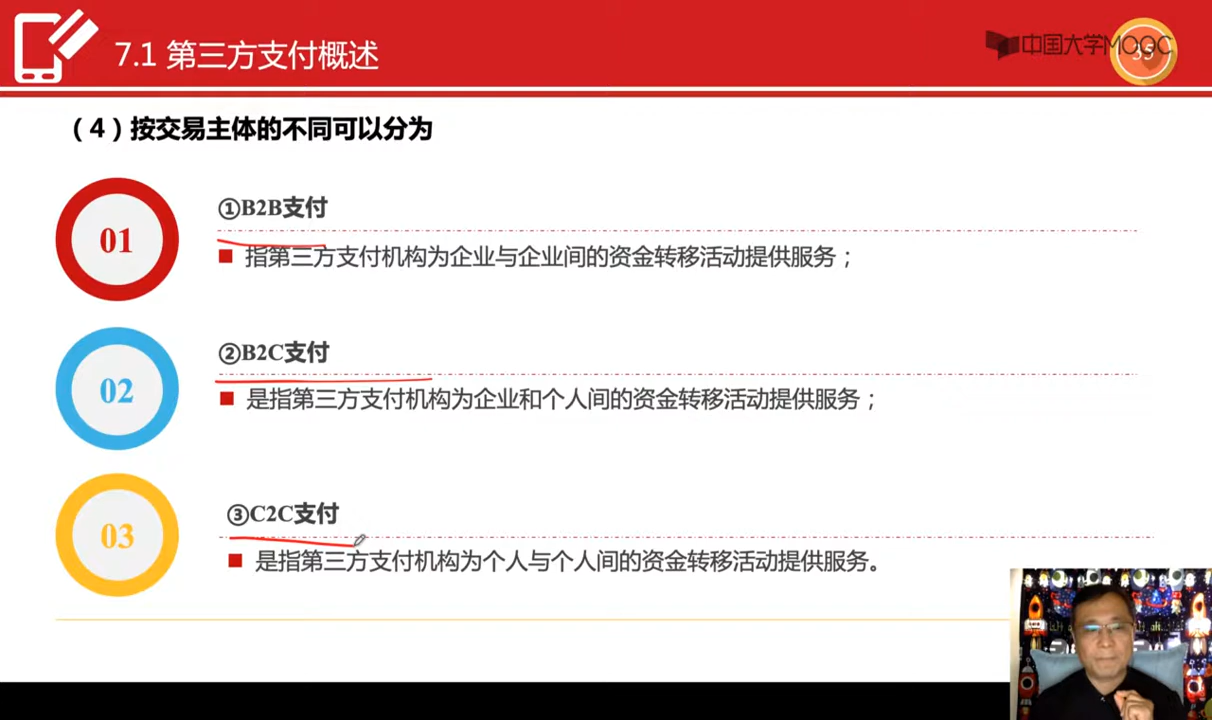 7.1 第三方支付概述
中国大学MOOC
35
（4）按交易主体的不同可以分为
01
①B2B支付
指第三方支付机构为企业与企业间的资金转移活动提供服务；
02
②B2C支付
是指第三方支付机构为企业和个人间的资金转移活动提供服务；
03
③C2C支付
是指第三方支付机构为个人与个人间的资金转移活动提供服务。